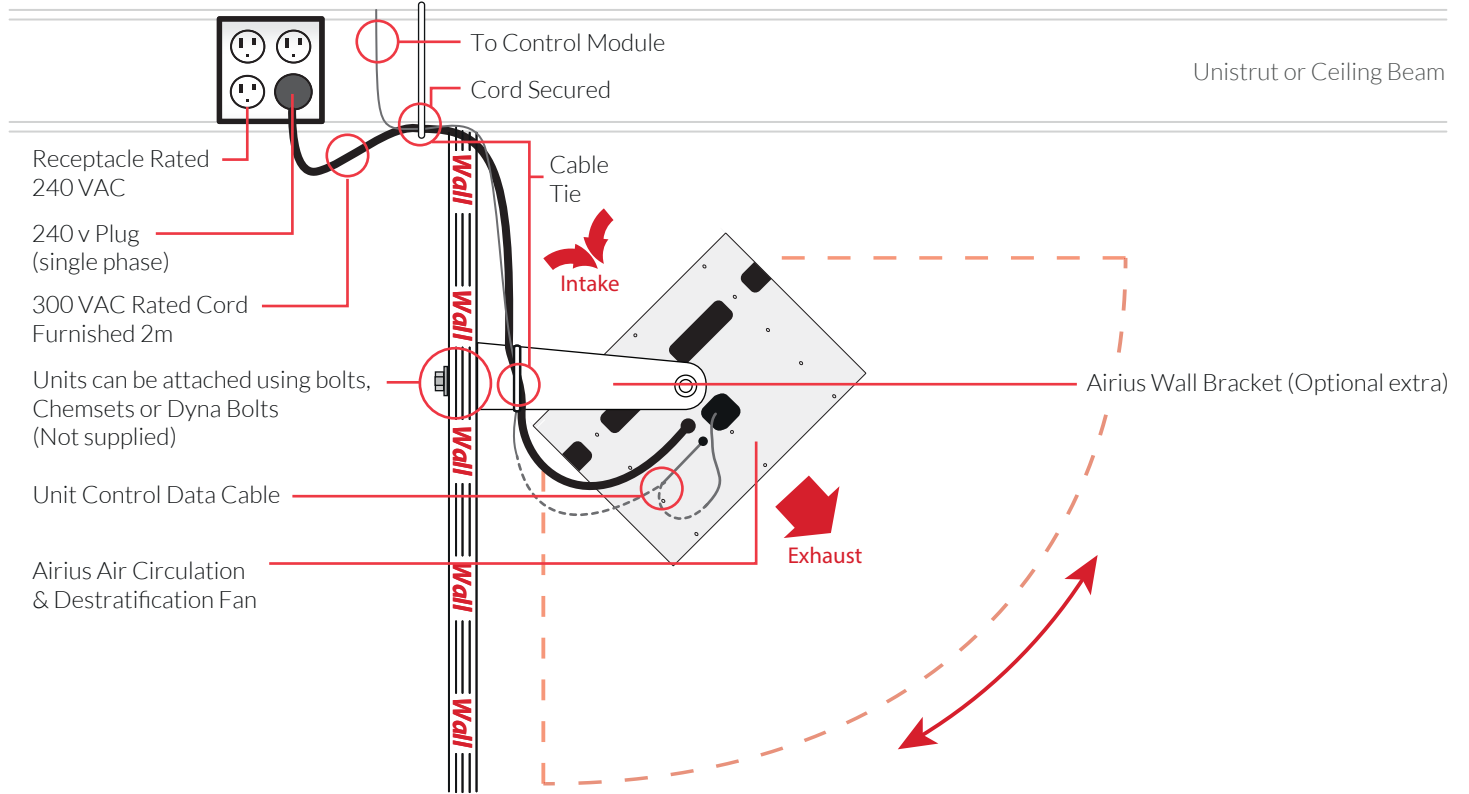 To Control Module
Unistrut or Ceiling Beam
Cord Secured
Receptacle Rated
240 VAC
Cable
Tie
240 v Plug
(single phase)
Intake
300 VAC Rated Cord
Furnished 2m
Units can be attached using bolts,
Chemsets or Dyna Bolts
(Not supplied)
Airius Wall Bracket (Optional extra)
Unit Control Data Cable
Exhaust
Airius Air Circulation
& Destratification Fan
Wall
Wall
Wall
Wall
Wall